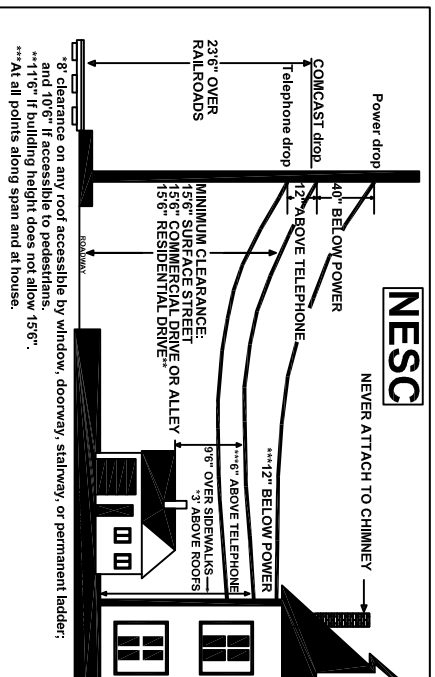 NESC
NEVER ATTACH TO CHIMNEY
Power drop
40" BELOW POWER
COMCAST drop
12" ABOVE TELEPHONE
Telephone drop
***12" BELOW POWER
***6" ABOVE TELEPHONE
*3' ABOVE ROOFS
9'6" OVER SIDEWALKS
23'6" OVER
RAILROADS
MINIMUM CLEARANCE:
15'6" SURFACE STREET
15'6" COMMERCIAL DRIVE OR ALLEY
15'6" RESIDENTIAL DRIVE**
ROADWAY
*8' clearance on any roof accessible by window, doorway, stairway, or permanent ladder;
and 10'6" if accessible to pedestrians.
**11'6" If building height does not allow 15'6".
***At all points along span and at house.